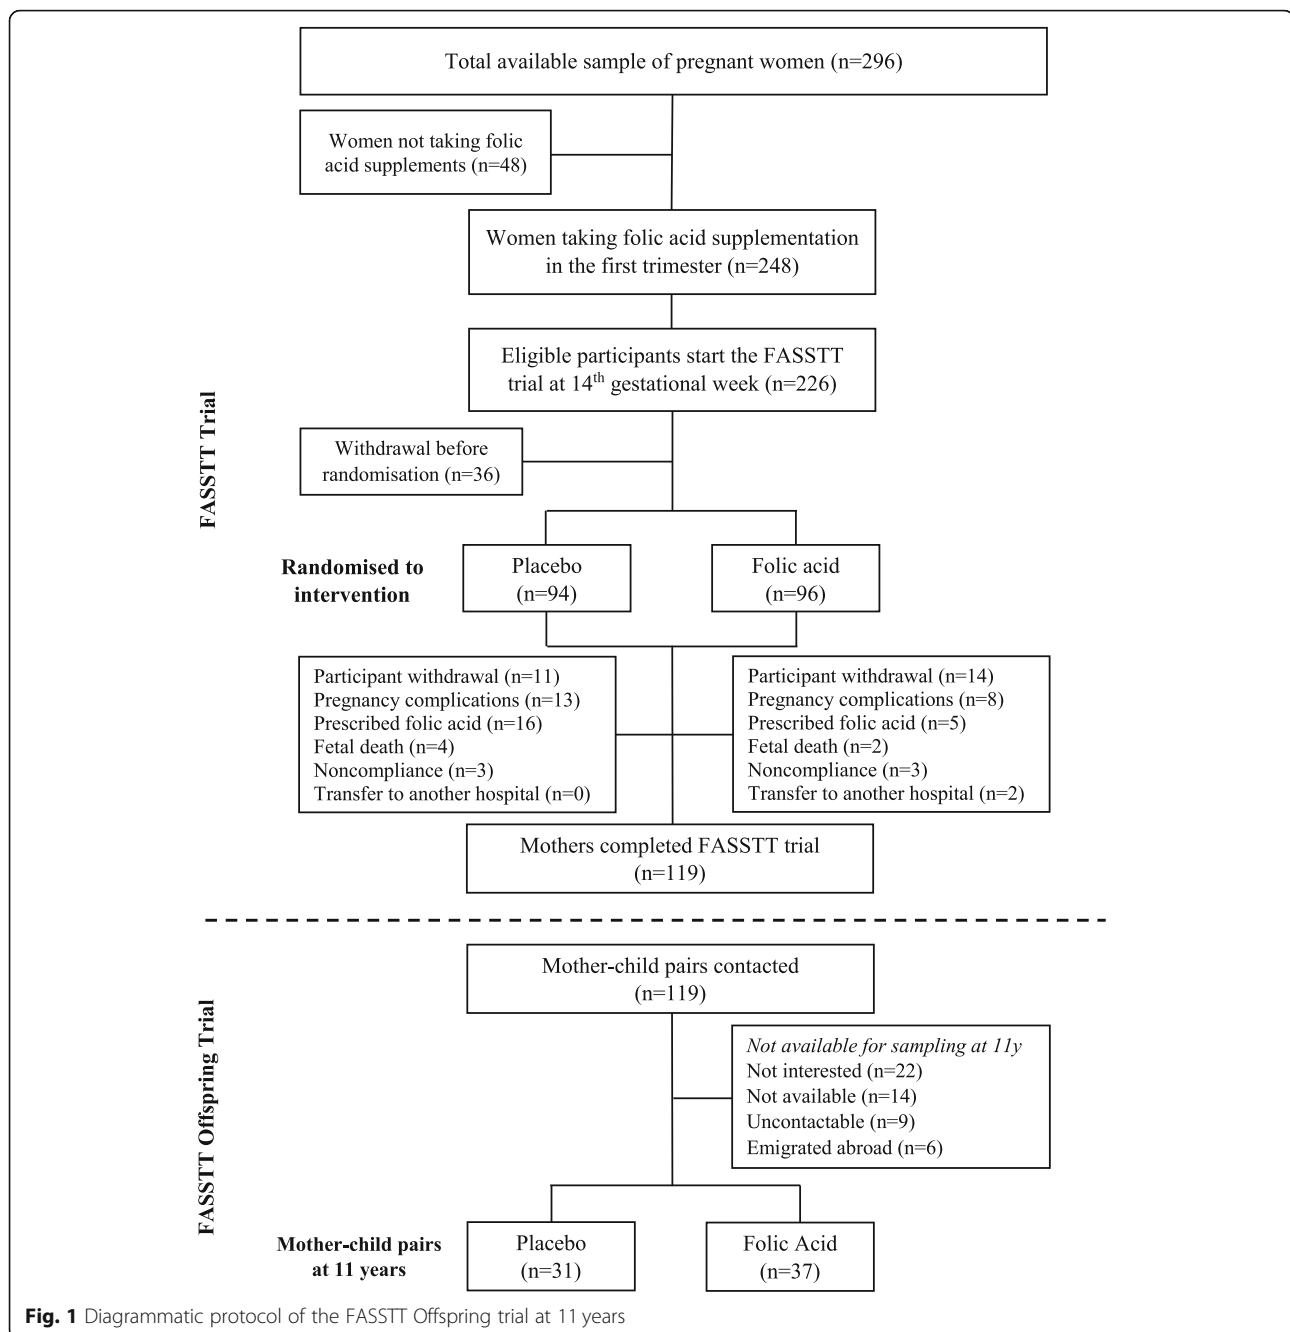 Total available sample of pregnant women (n=296)
Women not taking folic
acid supplements (n=48)
Women taking folic acid supplementation
in the first trimester (n=248)
Eligible participants start the FASSTT
trial at 14th gestational week (n=226)
FASSTT Trial
Withdrawal before
randomisation (n=36)
Randomised to
intervention
Placebo
(n=94)
Folic acid
(n=96)
Participant withdrawal (n=11)
Pregnancy complications (n=13)
Prescribed folic acid (n=16)
Fetal death (n=4)
Noncompliance (n=3)
Transfer to another hospital (n=0)
Participant withdrawal (n=14)
Pregnancy complications (n=8)
Prescribed folic acid (n=5)
Fetal death (n=2)
Noncompliance (n=3)
Transfer to another hospital (n=2)
Mothers completed FASSTT trial
(n=119)
Mother-child pairs contacted
(n=119)
FASSTT Offspring Trial
Not available for sampling at 11y
Not interested (n=22)
Not available (n=14)
Uncontactable (n=9)
Emigrated abroad (n=6)
Mother-child pairs
at 11 years
Placebo
(n=31)
Folic Acid
(n=37)
Fig. 1 Diagrammatic protocol of the FASSTT Offspring trial at 11 years